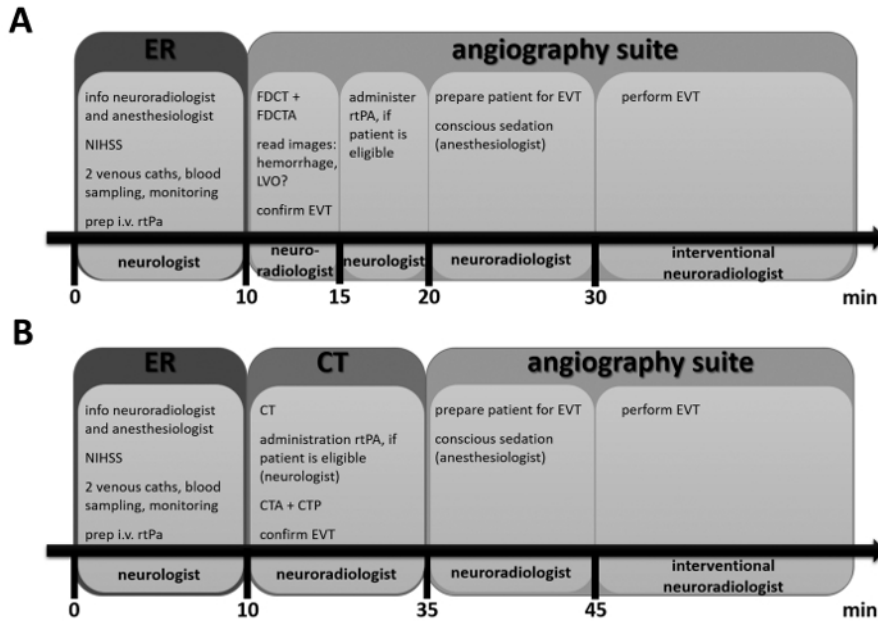 A
ER
angiography suite
info neuroradiologist
and anesthesiologist
NIHSS
2 venous caths, blood
sampling, monitoring
prep i.v. rtPa
FDCT +
FDCTA
read images:
hemorrhage,
LVO?
confirm EVT
administer
rtPA, if
patient is
eligible
prepare patient for EVT
conscious sedation
(anesthesiologist)
perform EVT
neurologist
neuro-
radiologist
neurologist
neuroradiologist
interventional
neuroradiologist
0
10
15
20
30
min
B
ER
CT
angiography suite
info neuroradiologist
and anesthesiologist
NIHSS
2 venous caths, blood
sampling, monitoring
prep i.v. rtPa
CT
administration rtPA, if
patient is eligible
(neurologist)
CTA + CTP
confirm EVT
prepare patient for EVT
conscious sedation
(anesthesiologist)
perform EVT
neurologist
neuroradiologist
neuroradiologist
interventional
neuroradiologist
0
10
35
45
min